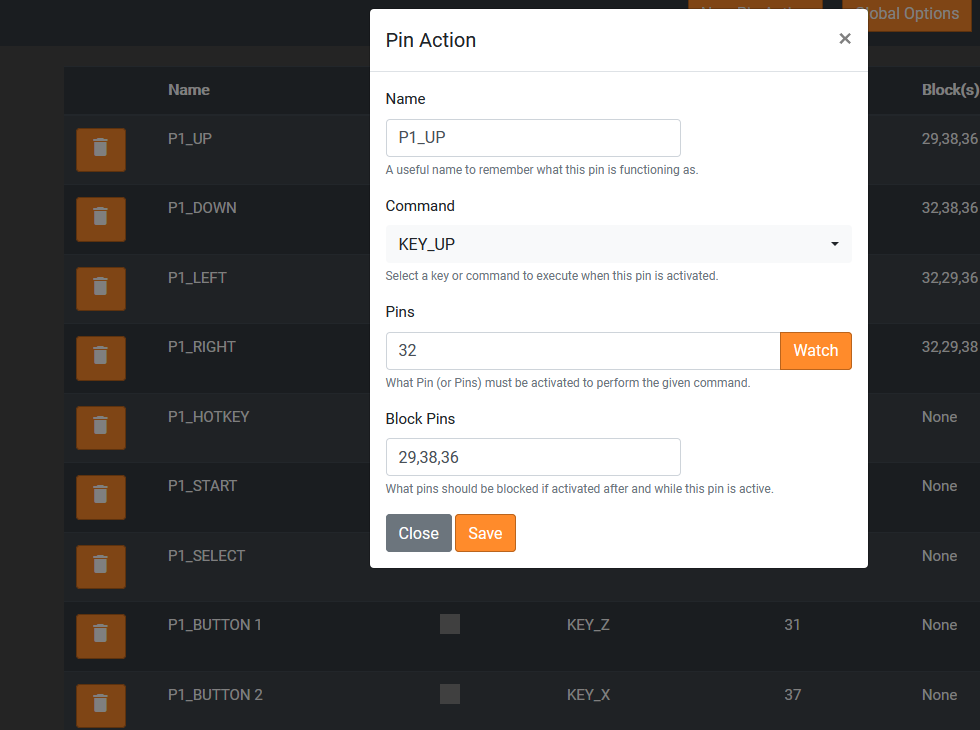 Global Options
Pin Action
×
Name
Block(s)
Name
P1_UP
P1_UP
29,38,36
A useful name to remember what this pin is functioning as.
Command
P1_DOWN
32,38,36
KEY_UP
P1_LEFT
Select a key or command to execute when this pin is activated.
32,29,36
Pins
P1_RIGHT
32
Watch
32,29,38
What Pin (or Pins) must be activated to perform the given command.
P1_HOTKEY
Block Pins
None
29,38,36
P1_START
What pins should be blocked if activated after and while this pin is active.
None
Close
Save
P1_SELECT
None
P1_BUTTON 1 KEY_Z 31 None
P1_BUTTON 2 KEY_X 37 None